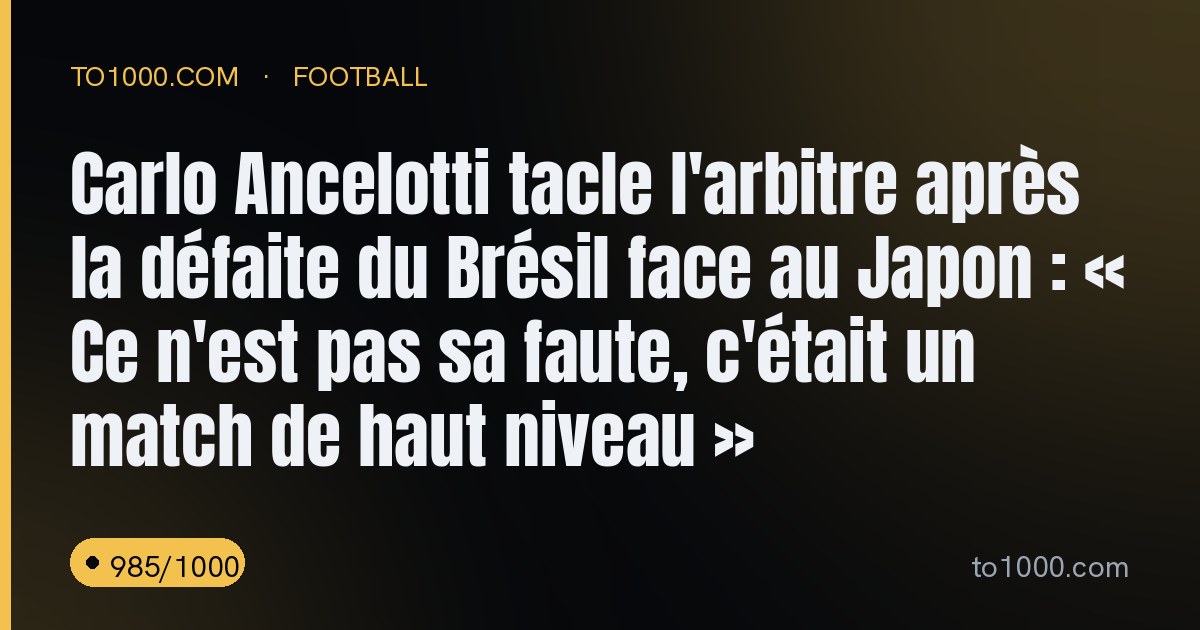 TO1000.COM · FOOTBALL
Carlo Ancelotti tacle l'arbitre après
la défaite du Brésil face au Japon : «
Ce n'est pas sa faute, c'était un
match de haut niveau »
985/1000
to1000.com